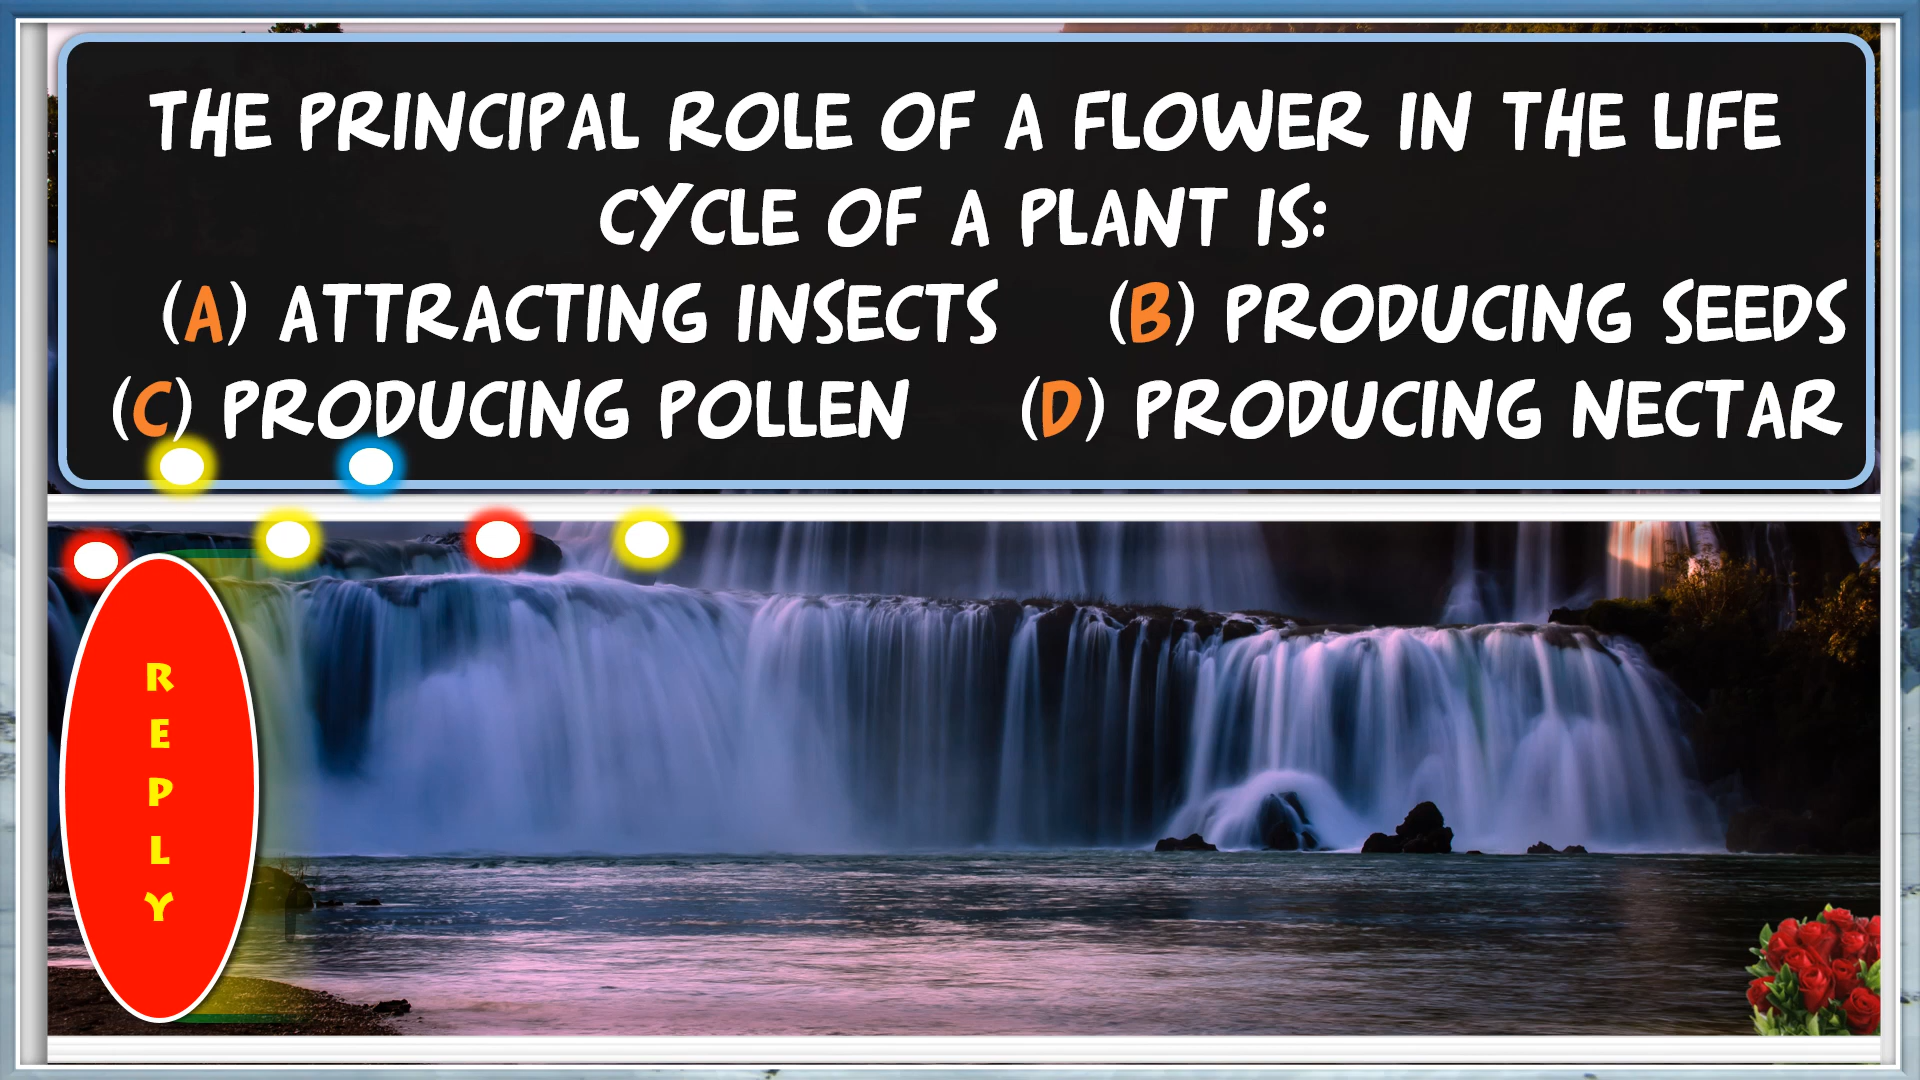 THE PRINCIPAL ROLE OF A FLOWER IN THE LIFE
CYCLE OF A PLANT IS:
(A) ATTRACTING INSECTS (B) PRODUCING SEEDS
(C) PRODUCING POLLEN (D) PRODUCING NECTAR
REPLY